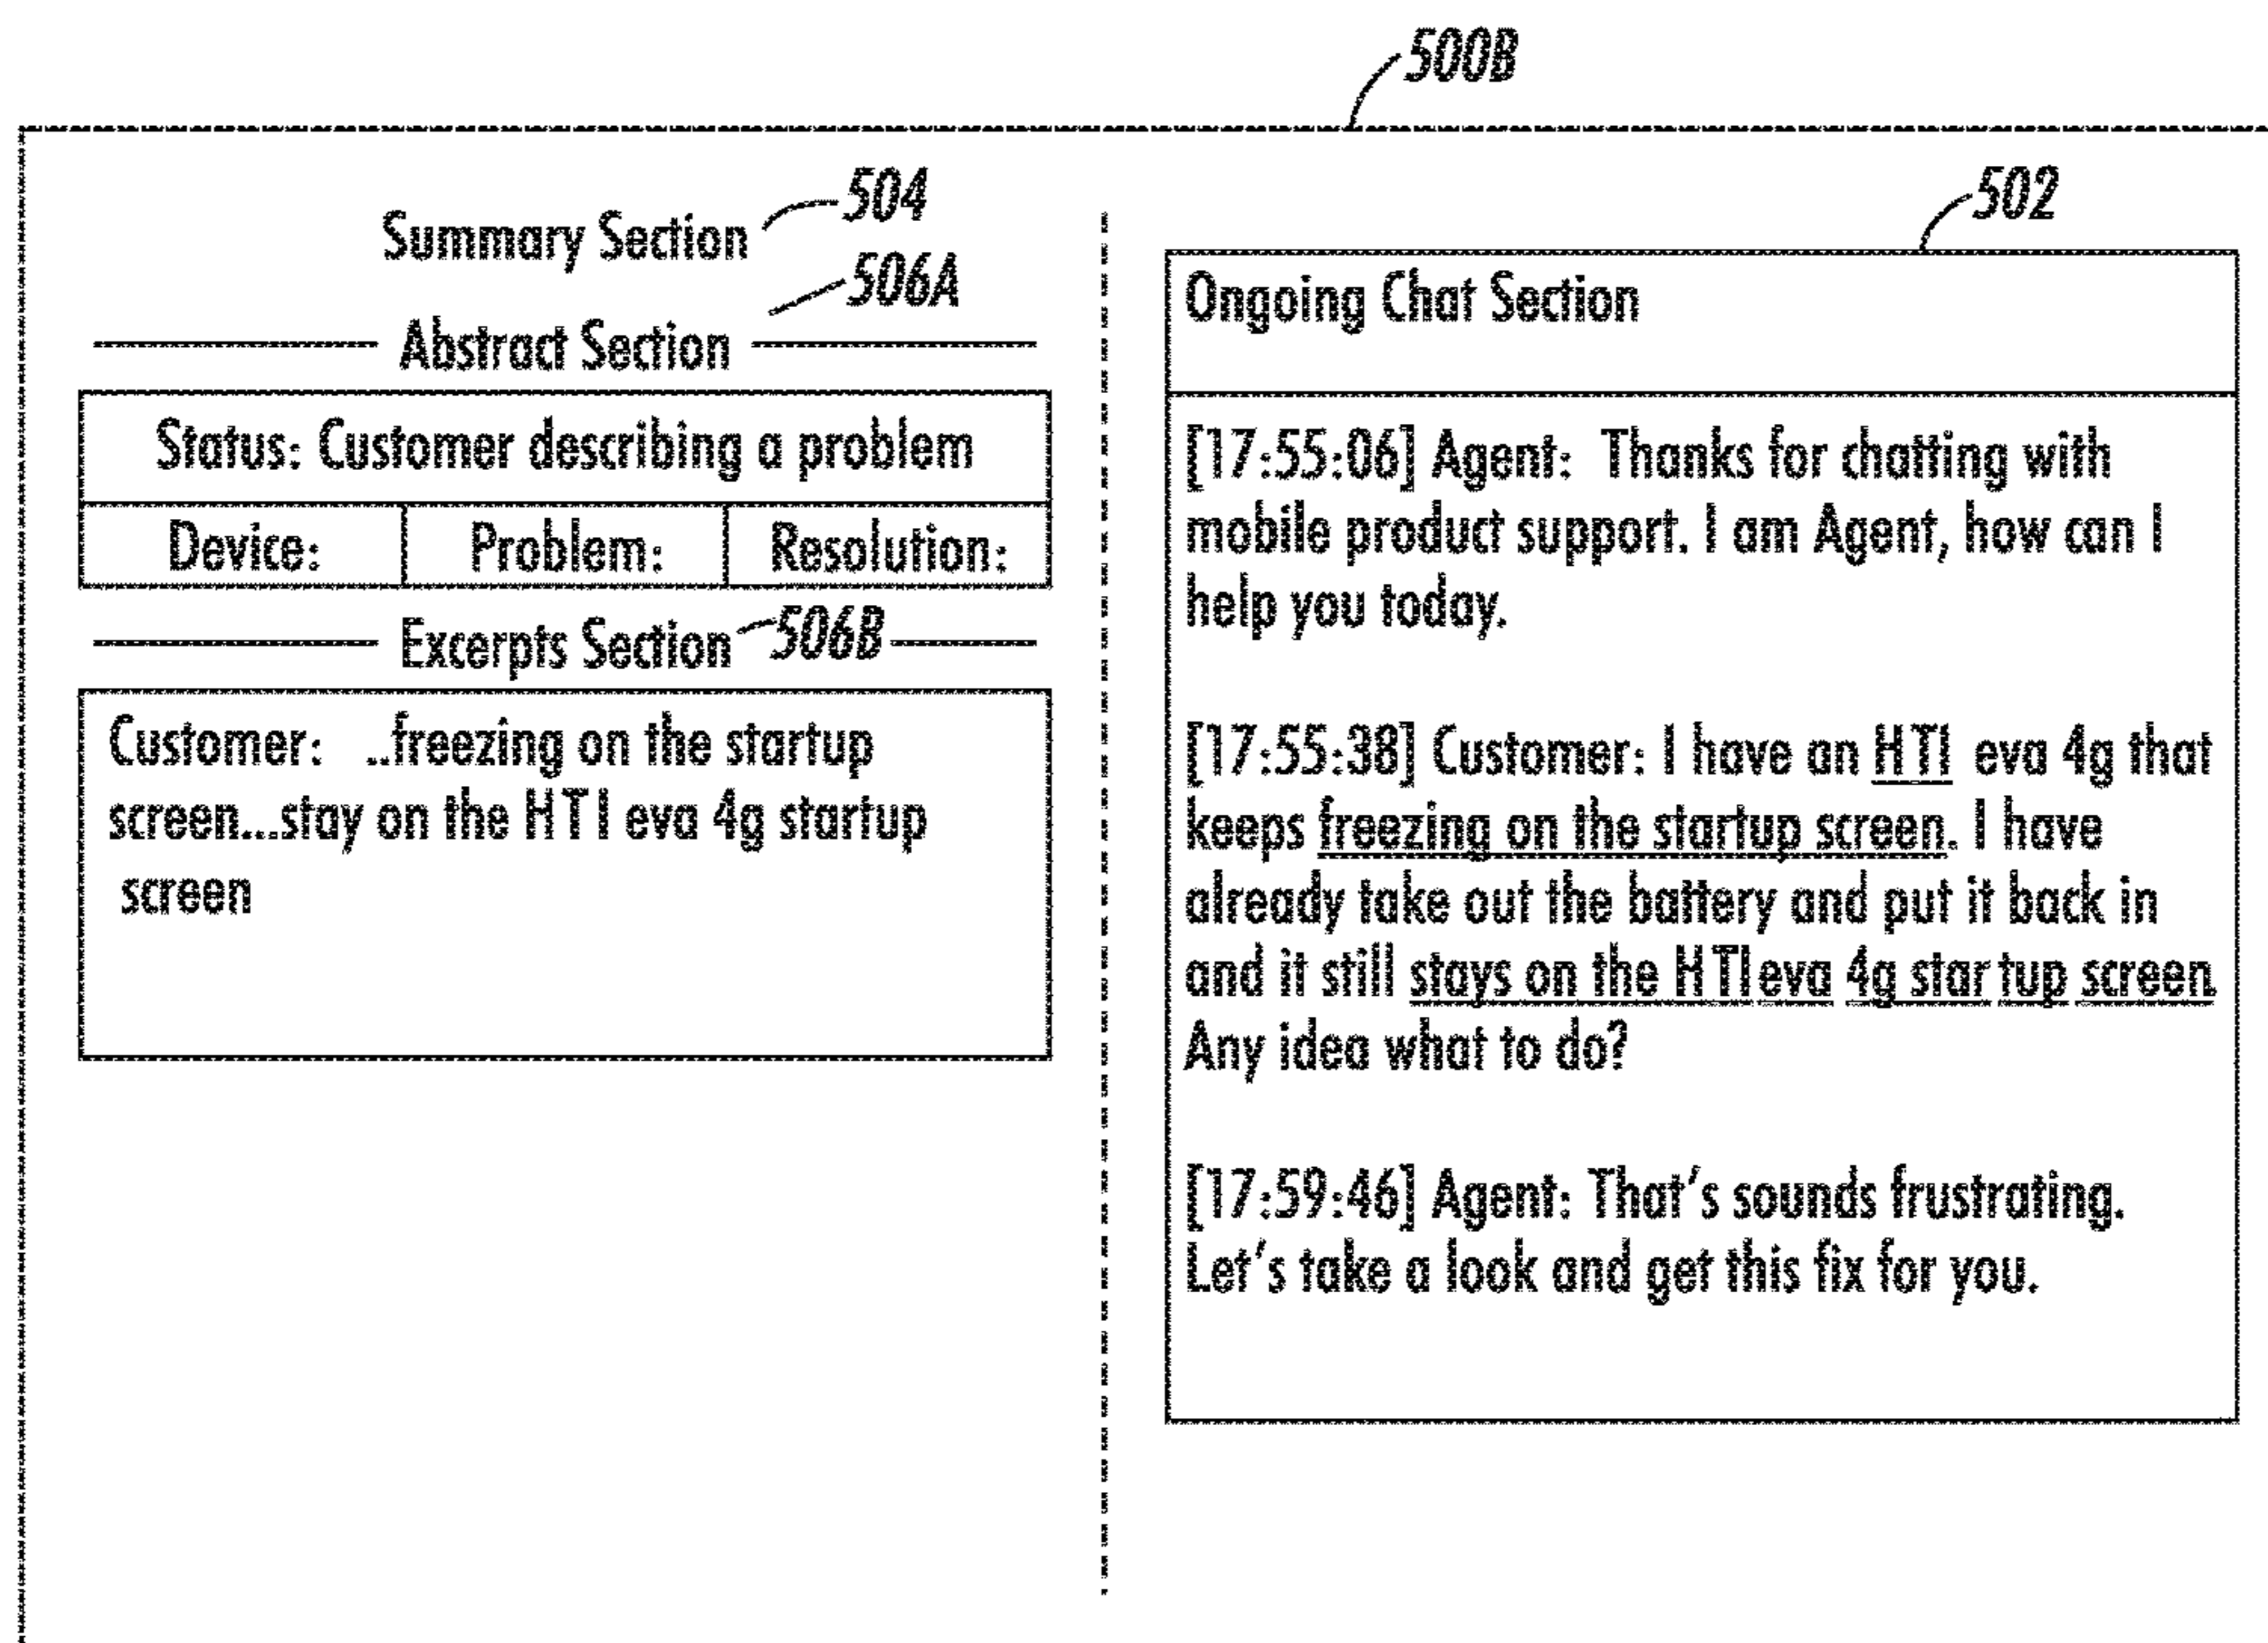 500B
Summary Section 504
506A
Abstract Section
Status: Customer describing a problem
Device: Problem: Resolution:
Excerpts Section 506B
Customer: ..freezing on the startup
screen...stay on the H T I eva 4g startup
screen
502
Ongoing Chat Section
[17:55:06] Agent: Thanks for chatting with
mobile product support. I am Agent, how can I
help you today.
[17:55:38] Customer: I have an H TI eva 4g that
keeps freezing on the startup screen. I have
already take out the battery and put it back in
and it still stays on the H TI eva 4g star tup screen.
Any idea what to do?
[17:59:46] Agent: That's sounds frustrating.
Let's take a look and get this fix for you.